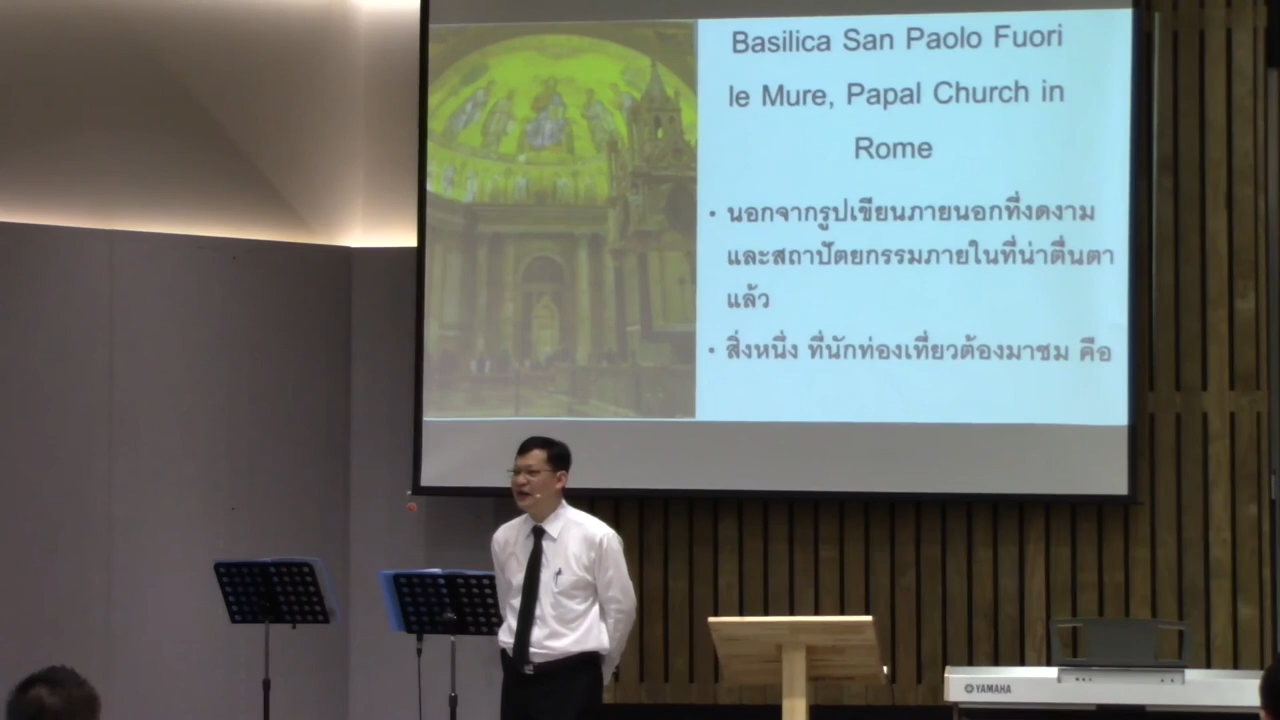 Basilica San Paolo Fuori
le Mure, Papal Church in
Rome
• นอกจากรูปเขียนภายนอกที่งดงาม
และสถาปัตยกรรมภายในที่น่าตื่นตา
แล้ว
• สิ่งหนึ่ง ที่นักท่องเที่ยวต้องมาชม คือ
YAMAHA